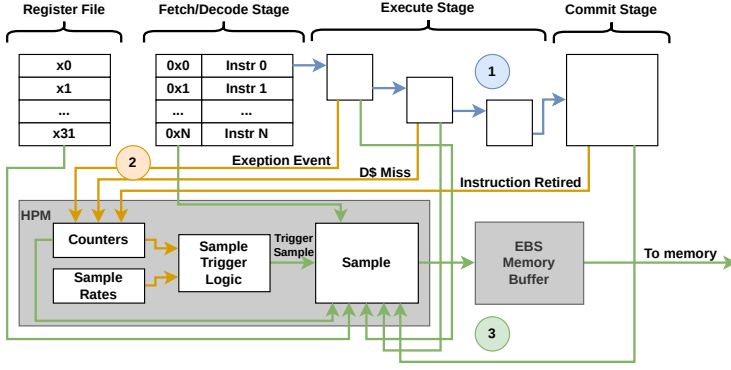 Register File
Fetch/Decode Stage
Execute Stage
Commit Stage
x0
x1
...
x31
0x0 Instr 0
0x1 Instr 1
... ...
0xN Instr N
1
2
Exeption Event
D$ Miss
Instruction Retired
HPM
Counters
Sample
Rates
Sample
Trigger
Logic
Trigger
Sample
Sample
EBS
Memory
Buffer
To memory
3